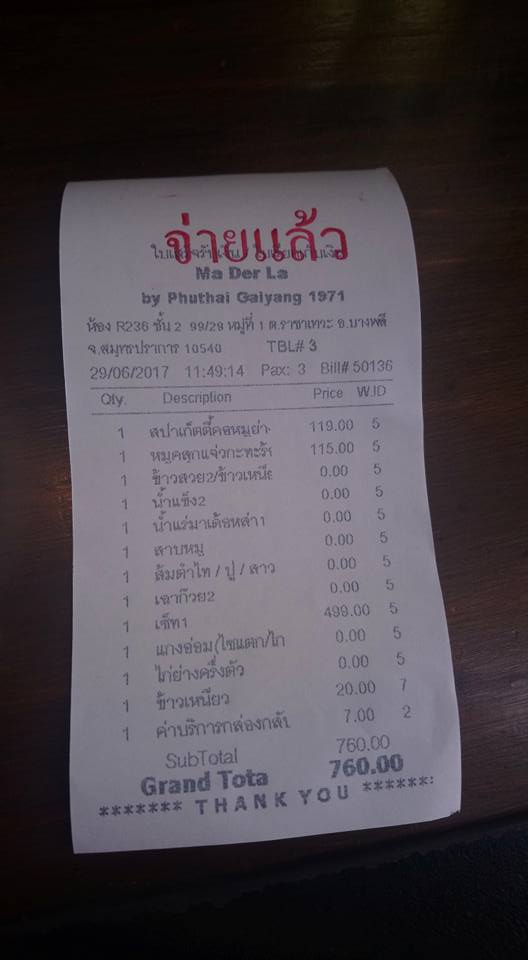 จ่ายแล้ว
Ma Der La
by Phuthai Gaiyang 1971
ห้อง R236 ชั้น 2 99/29 หมู่ที่ 1 ต.ราชาเทวะ อ.บางพลี
จ.สมุทรปราการ 10540 TBL# 3
29/06/2017 11:49:14 Pax: 3 Bill# 50136
Qty. Description Price W.ID
1 สปาเก็ตตี้คอหมูย่า 119.00 5
1 หมูคลุกแจ่วกะทะร้ 115.00 5
1 ข้าวสวย2/ข้าวเหนีย 0.00 5
1 น้ำแข็ง2 0.00 5
1 น้ำแร่มาเด้อหล่า1 0.00 5
1 ลาบหมู 0.00 5
1 ส้มตำไท / ปู / ลาว 0.00 5
1 เฉาก๊วย2 0.00 5
1 เซ็ท1 499.00 5
1 แกงอ่อม(ไข่แตก/ไก 0.00 5
1 ไก่ย่างครึ่งตัว 0.00 5
1 ข้าวเหนียว 20.00 7
1 ค่าบริการกล่องกลับ 7.00 2
SubTotal 760.00
Grand Tota 760.00
******* THANK YOU ******: